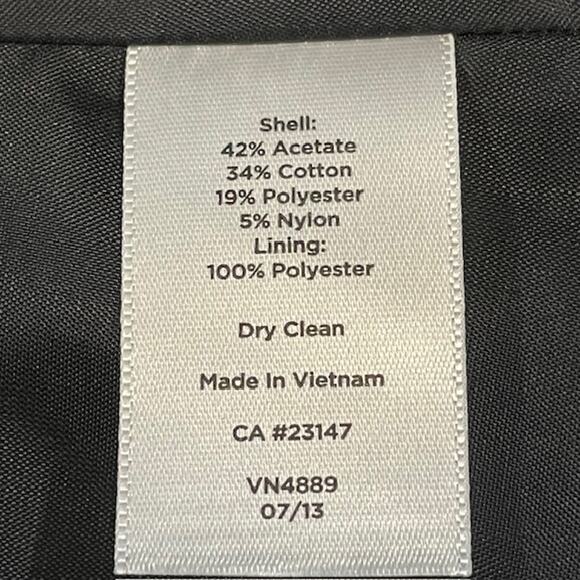 Shell:
42% Acetate
34% Cotton
19% Polyester
5% Nylon
Lining:
100% Polyester
Dry Clean
Made In Vietnam
CA #23147
VN4889
07/13